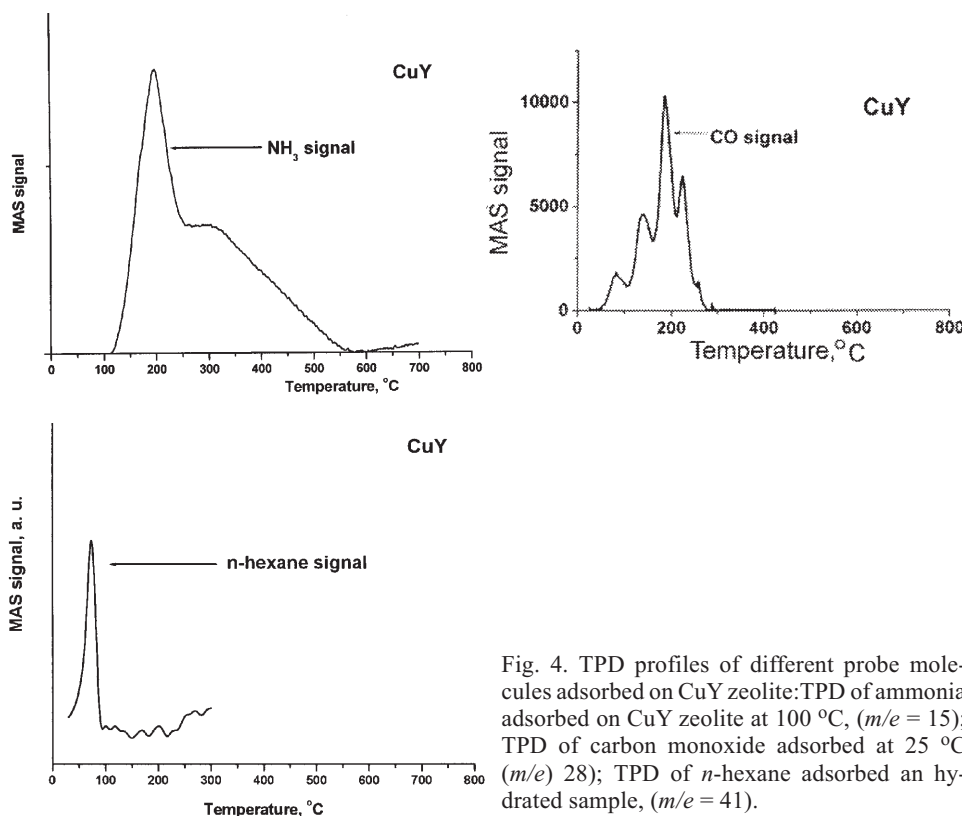 CuY
NH₃ signal
MAS signal
0 100 200 300 400 500 600 700 800
Temperature, °C
CuY
CO signal
MAS signal
10000
5000
0
0 200 400 600 800
Temperature,°C
CuY
n-hexane signal
MAS signal, a. u.
0 100 200 300 400 500 600 700 800
Temperature, °C
Fig. 4. TPD profiles of different probe mole-
cules adsorbed on CuY zeolite:TPD of ammonia
adsorbed on CuY zeolite at 100 °C, (m/e = 15);
TPD of carbon monoxide adsorbed at 25 °C
(m/e) 28); TPD of n-hexane adsorbed an hy-
drated sample, (m/e = 41).